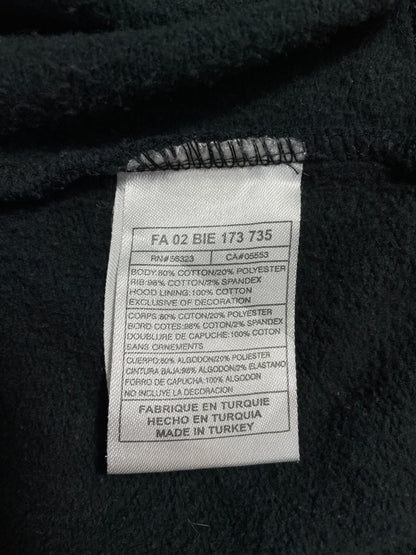 FA 02 BIE 173 735
RN#56323 CA#05553
BODY:80% COTTON/20% POLYESTER
RIB:98% COTTON/2% SPANDEX
HOOD LINING:100% COTTON
EXCLUSIVE OF DECORATION
CORPS:80% COTON/20% POLYESTER
BORD COTES:98% COTON/2% SPANDEX
DOUBLURE DE CAPUCHE:100% COTON
SANS ORNEMENTS
CUERPO:80% ALGODON/20% POLIESTER
CINTURA BAJA:98% ALGODON/2% ELASTANO
FORRO DE CAPUCHA:100% ALGODON
NO INCLUYE LA DECORACION
FABRIQUE EN TURQUIE
HECHO EN TURQUIA
MADE IN TURKEY